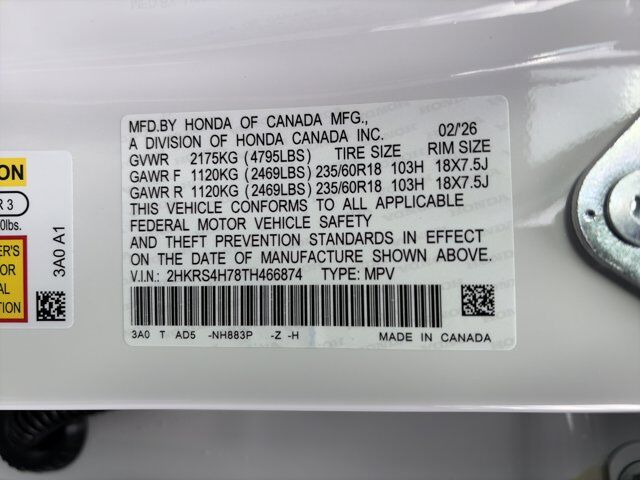 MFD.BY HONDA OF CANADA MFG.,
A DIVISION OF HONDA CANADA INC. 02/'26
GVWR 2175KG (4795LBS) TIRE SIZE RIM SIZE
GAWR F 1120KG (2469LBS) 235/60R18 103H 18X7.5J
GAWR R 1120KG (2469LBS) 235/60R18 103H 18X7.5J
THIS VEHICLE CONFORMS TO ALL APPLICABLE
FEDERAL MOTOR VEHICLE SAFETY
AND THEFT PREVENTION STANDARDS IN EFFECT
ON THE DATE OF MANUFACTURE SHOWN ABOVE.
V.I.N.: 2HKRS4H78TH466874 TYPE: MPV
3A0 T AD5 -NH883P -Z -H MADE IN CANADA
R 3
0lbs.
3A0 A1